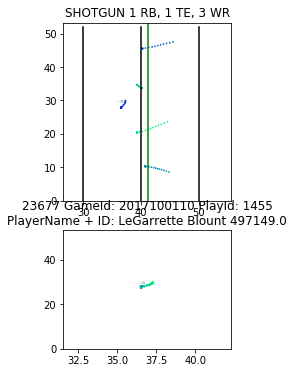 SHOTGUN 1 RB, 1 TE, 3 WR
50
40
30
20
10
0
30 40 50
23677 GameId: 2017100110 PlayId: 1455
PlayerName + ID: LeGarrette Blount 497149.0
40
20
0
32.5 35.0 37.5 40.0